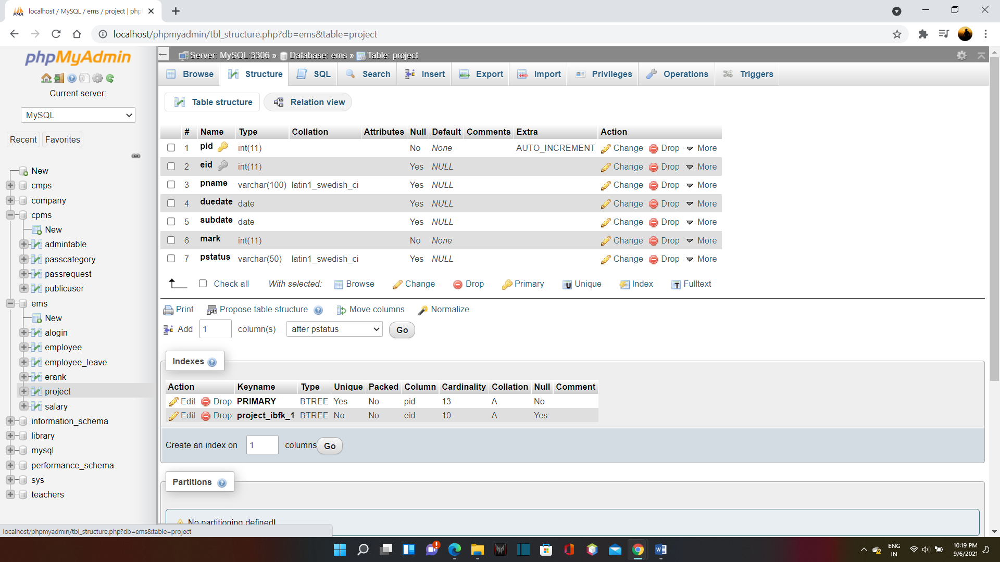 localhost / MySQL / ems / project | php
localhost/phpmyadmin/tbl_structure.php?db=ems&table=project
phpMyAdmin
Current server:
MySQL
Recent Favorites
New
cmps
company
cpms
New
admintable
passcategory
passrequest
publicuser
ems
New
alogin
employee
employee_leave
erank
project
salary
information_schema
library
mysql
performance_schema
sys
teachers
Server: MySQL:3306 » Database: ems » Table: project
Browse Structure SQL Search Insert Export Import Privileges Operations Triggers
Table structure Relation view
# Name Type Collation Attributes Null Default Comments Extra Action
1 pid int(11) No None AUTO_INCREMENT Change Drop More
2 eid int(11) Yes NULL Change Drop More
3 pname varchar(100) latin1_swedish_ci Yes NULL Change Drop More
4 duedate date Yes NULL Change Drop More
5 subdate date Yes NULL Change Drop More
6 mark int(11) No None Change Drop More
7 pstatus varchar(50) latin1_swedish_ci Yes NULL Change Drop More
Check all With selected: Browse Change Drop Primary Unique Index Fulltext
Print Propose table structure Move columns Normalize
Add 1 column(s) after pstatus Go
Indexes
Action Keyname Type Unique Packed Column Cardinality Collation Null Comment
Edit Drop PRIMARY BTREE Yes No pid 13 A No
Edit Drop project_ibfk_1 BTREE No No eid 10 A Yes
Create an index on 1 columns Go
Partitions
No partitioning defined!
localhost/phpmyadmin/tbl_structure.php?db=ems&table=project
ENG
IN
10:19 PM
9/6/2021